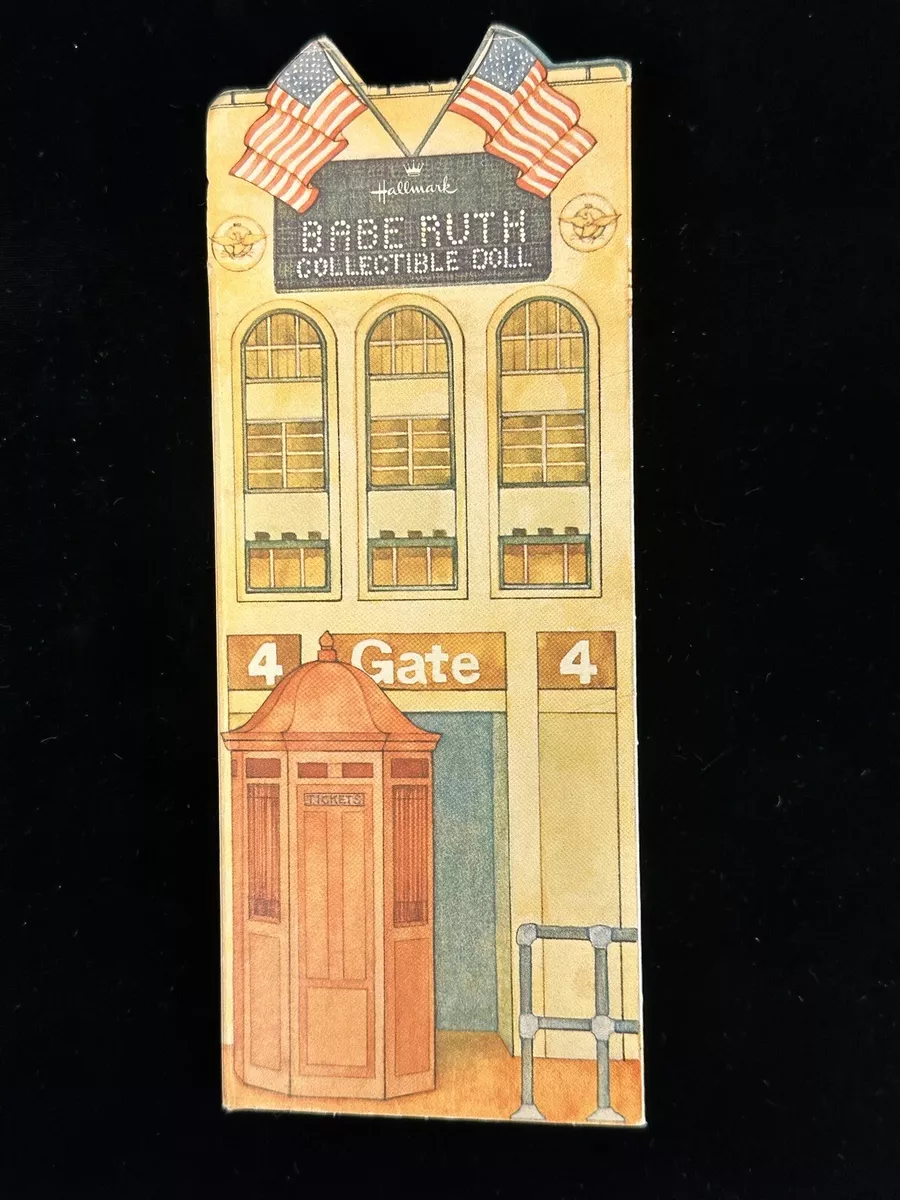 Hallmark
BABE RUTH
COLLECTIBLE DOLL
4 Gate 4
TICKETS